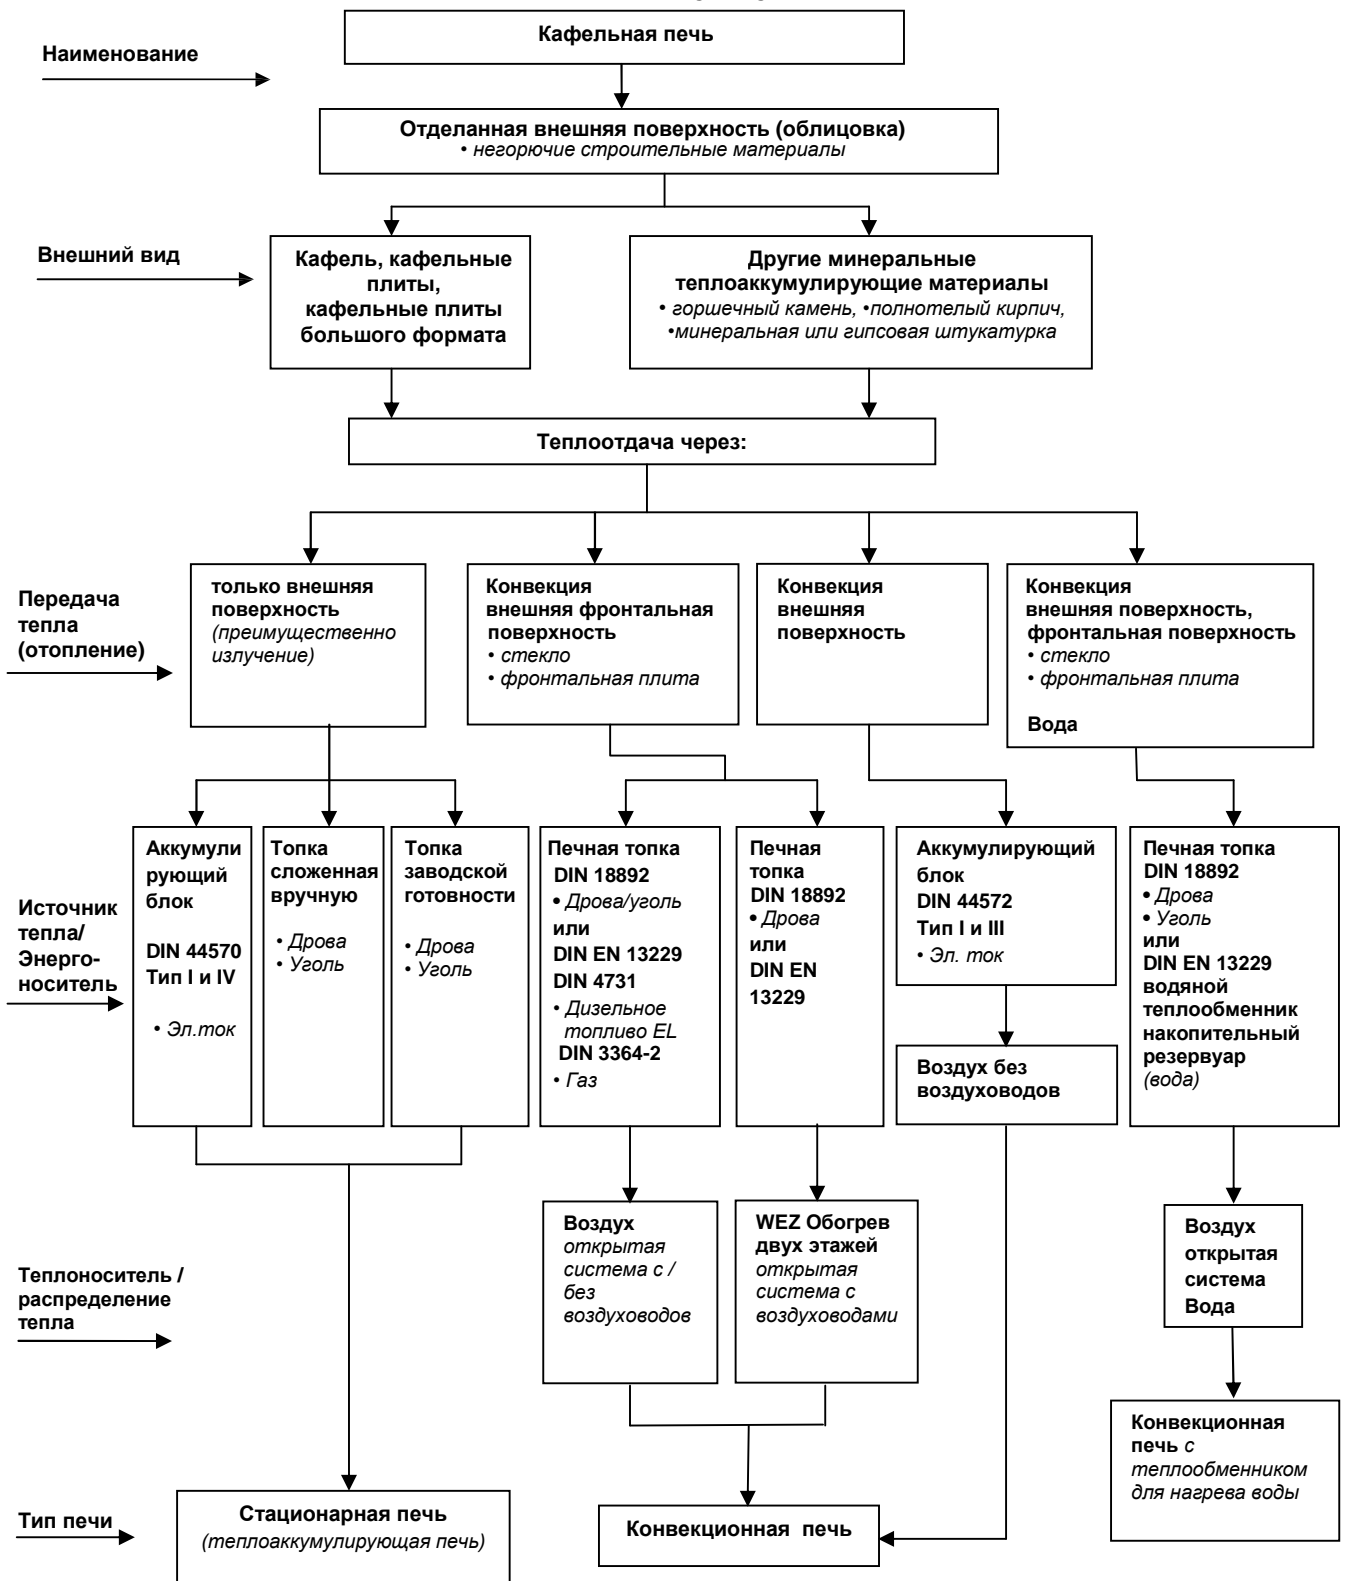 Кафельная печь
Наименование
Отделанная внешняя поверхность (облицовка)
• негорючие строительные материалы
Внешний вид
Кафель, кафельные
плиты,
кафельные плиты
большого формата
Другие минеральные
теплоаккумулирующие материалы
• горшечный камень, •полнотелый кирпич,
•минеральная или гипсовая штукатурка
Теплоотдача через:
Передача
тепла
(отопление)
только внешняя
поверхность
(преимущественно
излучение)
Конвекция
внешняя фронтальная
поверхность
• стекло
• фронтальная плита
Конвекция
внешняя
поверхность
Конвекция
внешняя поверхность,
фронтальная поверхность
• стекло
• фронтальная плита
Вода
Источник
тепла/
Энерго-
носитель
Аккумули
рующий
блок
DIN 44570
Тип I и IV
• Эл.ток
Топка
сложенная
вручную
• Дрова
• Уголь
Топка
заводской
готовности
• Дрова
• Уголь
Печная топка
DIN 18892
• Дрова/уголь
или
DIN EN 13229
DIN 4731
• Дизельное
топливо EL
DIN 3364-2
• Газ
Печная
топка
DIN 18892
• Дрова
или
DIN EN
13229
Аккумулирующий
блок
DIN 44572
Тип I и III
• Эл. ток
Воздух без
воздуховодов
Печная топка
DIN 18892
• Дрова
• Уголь
или
DIN EN 13229
водяной
теплообменник
накопительный
резервуар
(вода)
Теплоноситель /
распределение
тепла
Воздух
открытая
система с /
без
воздуховодов
WEZ Обогрев
двух этажей
открытая
система с
воздуховодами
Воздух
открытая
система
Вода
Тип печи
Стационарная печь
(теплоаккумулирующая печь)
Конвекционная печь
Конвекционная
печь с
теплообменником
для нагрева воды